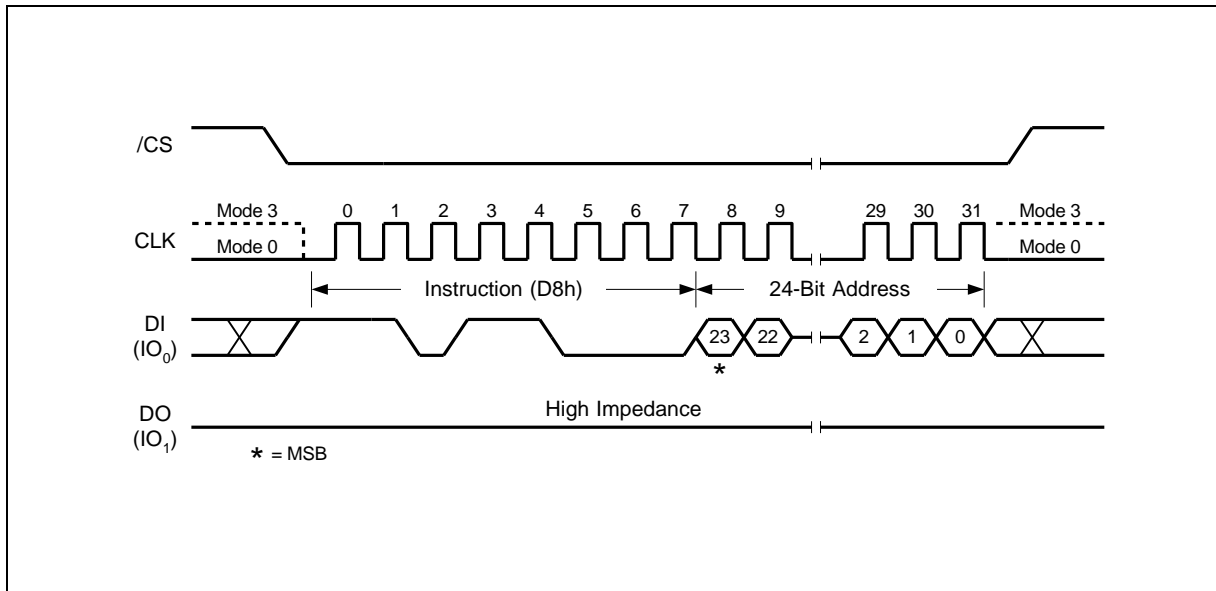 /CS
Mode 3 0 1 2 3 4 5 6 7 8 9 29 30 31 Mode 3
CLK Mode 0 Mode 0
Instruction (D8h) 24-Bit Address
DI
(IO₀) 23 22 2 1 0
*
High Impedance
DO
(IO₁)
* = MSB